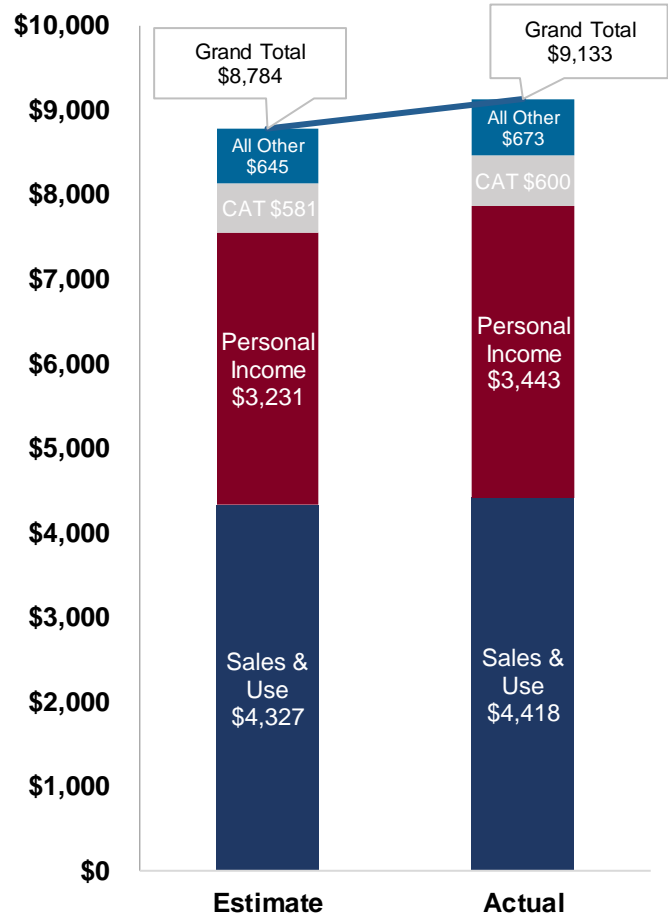 $10,000
$9,000
$8,000
$7,000
$6,000
$5,000
$4,000
$3,000
$2,000
$1,000
$0
Grand Total
$8,784
All Other
$645
CAT $581
Personal
Income
$3,231
Sales &
Use
$4,327
Estimate
Grand Total
$9,133
All Other
$673
CAT $600
Personal
Income
$3,443
Sales &
Use
$4,418
Actual